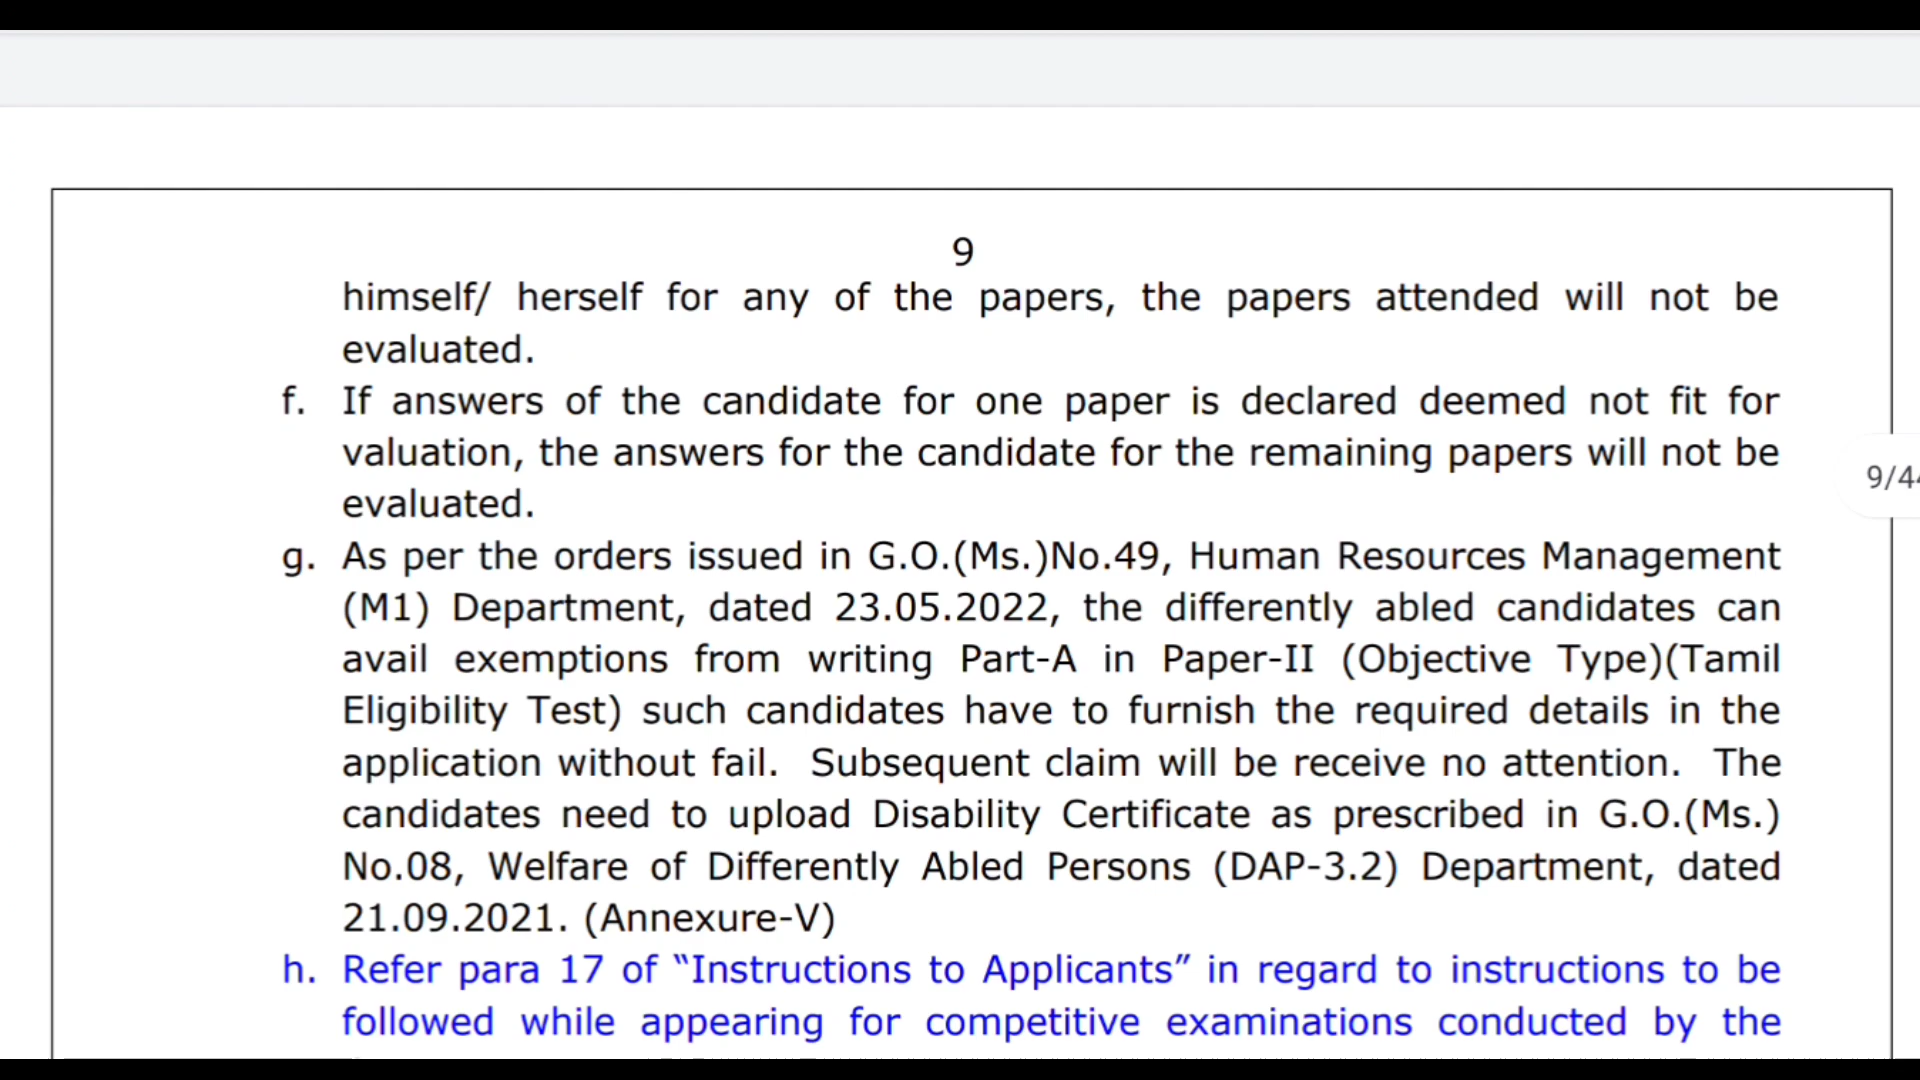 9
himself/ herself for any of the papers, the papers attended will not be
evaluated.
f. If answers of the candidate for one paper is declared deemed not fit for
valuation, the answers for the candidate for the remaining papers will not be
evaluated.
9/44
g. As per the orders issued in G.O.(Ms.)No.49, Human Resources Management
(M1) Department, dated 23.05.2022, the differently abled candidates can
avail exemptions from writing Part-A in Paper-II (Objective Type)(Tamil
Eligibility Test) such candidates have to furnish the required details in the
application without fail. Subsequent claim will be receive no attention. The
candidates need to upload Disability Certificate as prescribed in G.O.(Ms.)
No.08, Welfare of Differently Abled Persons (DAP-3.2) Department, dated
21.09.2021. (Annexure-V)
h. Refer para 17 of “Instructions to Applicants” in regard to instructions to be
followed while appearing for competitive examinations conducted by the